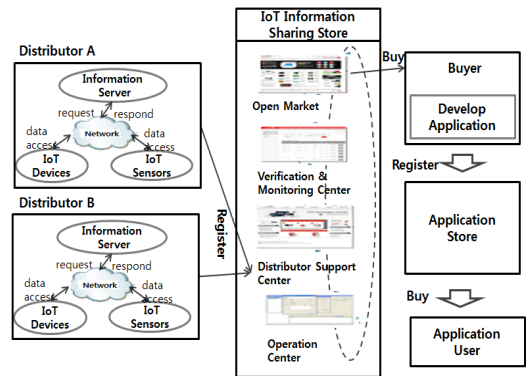 Distributor A
Information
Server
request
respond
data
access
Network
data
access
IoT
Devices
IoT
Sensors
Distributor B
Information
Server
request
respond
data
access
Network
data
access
IoT
Devices
IoT
Sensors
Register
IoT Information
Sharing Store
Open Market
Verification &
Monitoring Center
Distributor Support
Center
Operation
Center
Buy
Buyer
Develop
Application
Register
Application
Store
Buy
Application
User